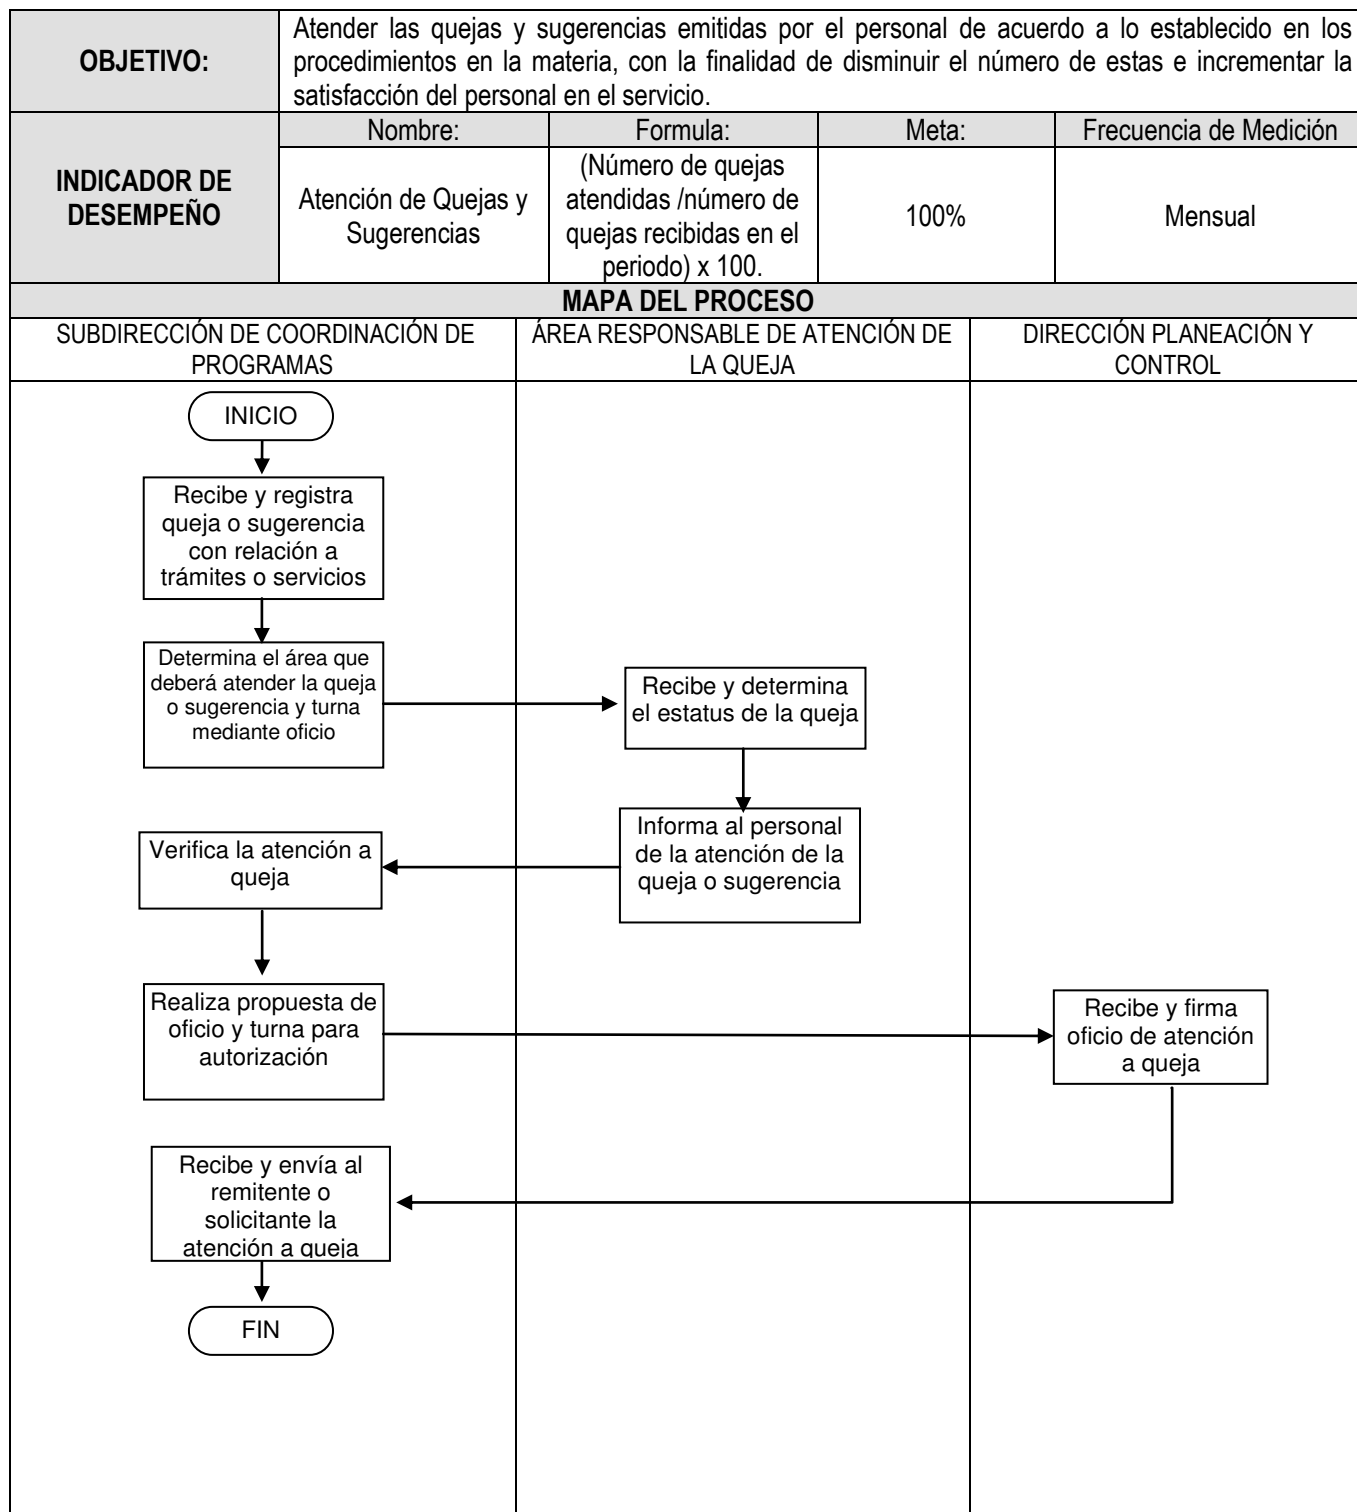 OBJETIVO:
Atender las quejas y sugerencias emitidas por el personal de acuerdo a lo establecido en los
procedimientos en la materia, con la finalidad de disminuir el número de estas e incrementar la
satisfacción del personal en el servicio.
INDICADOR DE
DESEMPEÑO
Nombre:
Formula:
Meta:
Frecuencia de Medición
Atención de Quejas y
Sugerencias
(Número de quejas
atendidas /número de
quejas recibidas en el
periodo) x 100.
100%
Mensual
MAPA DEL PROCESO
SUBDIRECCIÓN DE COORDINACIÓN DE
PROGRAMAS
ÁREA RESPONSABLE DE ATENCIÓN DE
LA QUEJA
DIRECCIÓN PLANEACIÓN Y
CONTROL
INICIO
Recibe y registra
queja o sugerencia
con relación a
trámites o servicios
Determina el área que
deberá atender la queja
o sugerencia y turna
mediante oficio
Recibe y determina
el estatus de la queja
Informa al personal
de la atención de la
queja o sugerencia
Verifica la atención a
queja
Realiza propuesta de
oficio y turna para
autorización
Recibe y firma
oficio de atención
a queja
Recibe y envía al
remitente o
solicitante la
atención a queja
FIN